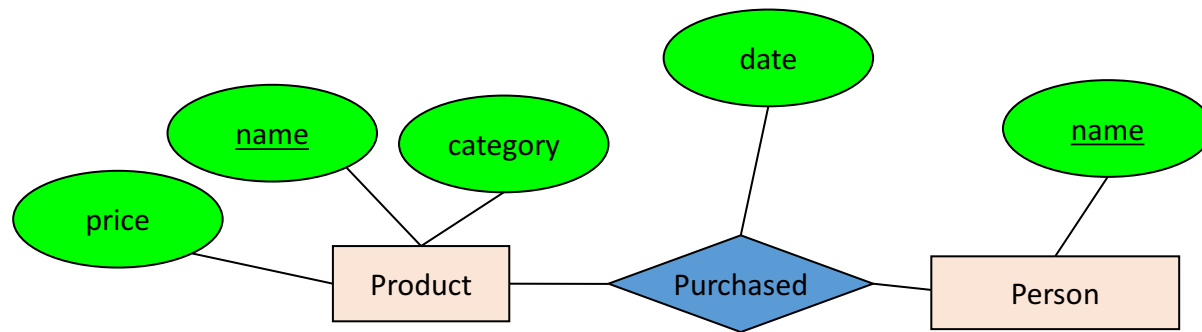 date
name
name
category
price
Product
Purchased
Person